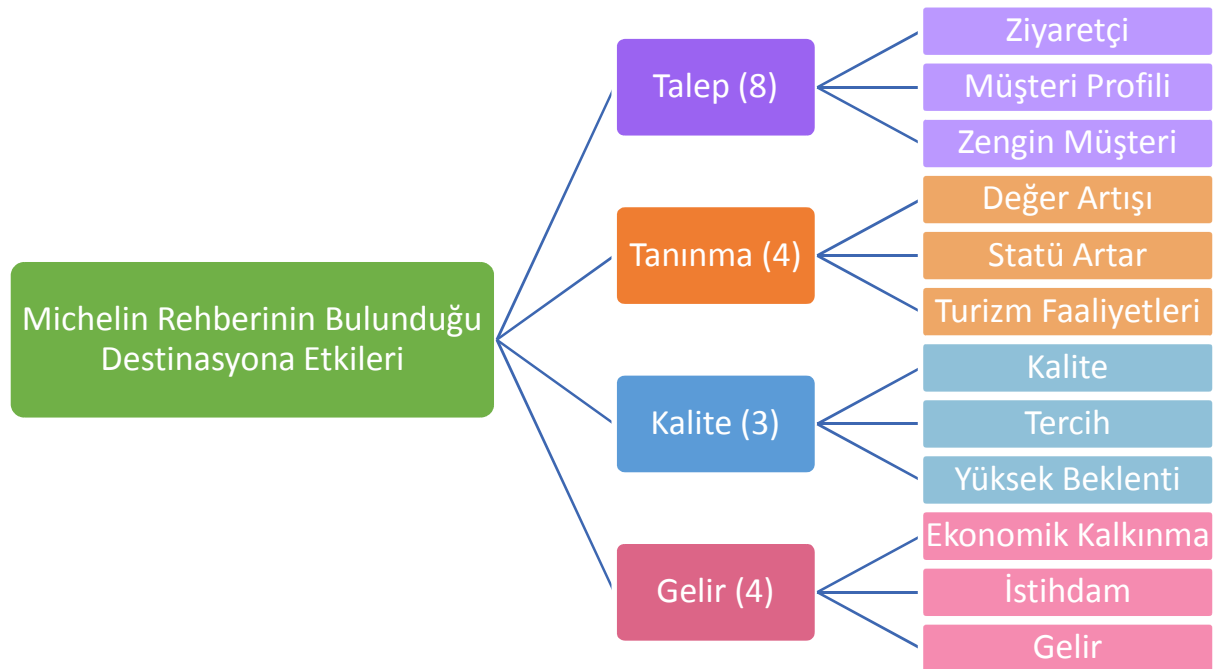 Michelin Rehberinin Bulunduğu
Destinasyona Etkileri
Talep (8)
Ziyaretçi
Müşteri Profili
Zengin Müşteri
Tanınma (4)
Değer Artışı
Statü Artar
Turizm Faaliyetleri
Kalite (3)
Kalite
Tercih
Yüksek Beklenti
Gelir (4)
Ekonomik Kalkınma
İstihdam
Gelir